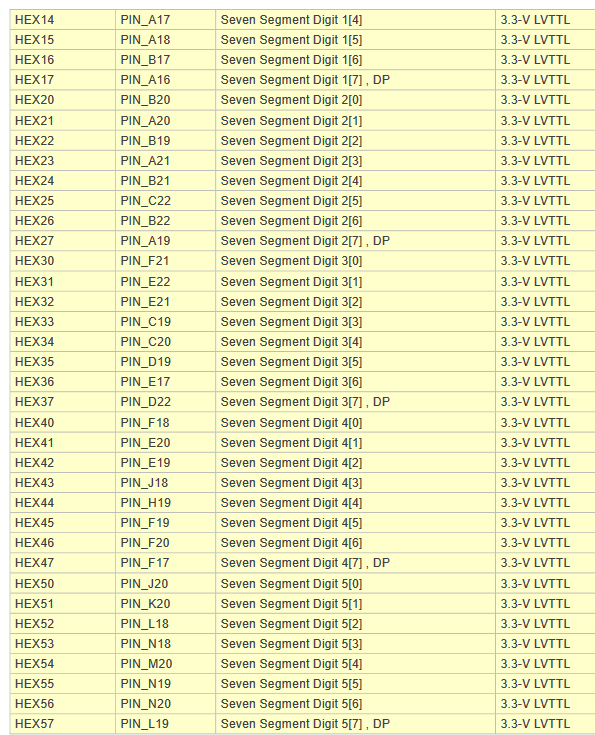 HEX14 PIN_A17 Seven Segment Digit 1[4] 3.3-V LVTTL
HEX15 PIN_A18 Seven Segment Digit 1[5] 3.3-V LVTTL
HEX16 PIN_B17 Seven Segment Digit 1[6] 3.3-V LVTTL
HEX17 PIN_A16 Seven Segment Digit 1[7] , DP 3.3-V LVTTL
HEX20 PIN_B20 Seven Segment Digit 2[0] 3.3-V LVTTL
HEX21 PIN_A20 Seven Segment Digit 2[1] 3.3-V LVTTL
HEX22 PIN_B19 Seven Segment Digit 2[2] 3.3-V LVTTL
HEX23 PIN_A21 Seven Segment Digit 2[3] 3.3-V LVTTL
HEX24 PIN_B21 Seven Segment Digit 2[4] 3.3-V LVTTL
HEX25 PIN_C22 Seven Segment Digit 2[5] 3.3-V LVTTL
HEX26 PIN_B22 Seven Segment Digit 2[6] 3.3-V LVTTL
HEX27 PIN_A19 Seven Segment Digit 2[7] , DP 3.3-V LVTTL
HEX30 PIN_F21 Seven Segment Digit 3[0] 3.3-V LVTTL
HEX31 PIN_E22 Seven Segment Digit 3[1] 3.3-V LVTTL
HEX32 PIN_E21 Seven Segment Digit 3[2] 3.3-V LVTTL
HEX33 PIN_C19 Seven Segment Digit 3[3] 3.3-V LVTTL
HEX34 PIN_C20 Seven Segment Digit 3[4] 3.3-V LVTTL
HEX35 PIN_D19 Seven Segment Digit 3[5] 3.3-V LVTTL
HEX36 PIN_E17 Seven Segment Digit 3[6] 3.3-V LVTTL
HEX37 PIN_D22 Seven Segment Digit 3[7] , DP 3.3-V LVTTL
HEX40 PIN_F18 Seven Segment Digit 4[0] 3.3-V LVTTL
HEX41 PIN_E20 Seven Segment Digit 4[1] 3.3-V LVTTL
HEX42 PIN_E19 Seven Segment Digit 4[2] 3.3-V LVTTL
HEX43 PIN_J18 Seven Segment Digit 4[3] 3.3-V LVTTL
HEX44 PIN_H19 Seven Segment Digit 4[4] 3.3-V LVTTL
HEX45 PIN_F19 Seven Segment Digit 4[5] 3.3-V LVTTL
HEX46 PIN_F20 Seven Segment Digit 4[6] 3.3-V LVTTL
HEX47 PIN_F17 Seven Segment Digit 4[7] , DP 3.3-V LVTTL
HEX50 PIN_J20 Seven Segment Digit 5[0] 3.3-V LVTTL
HEX51 PIN_K20 Seven Segment Digit 5[1] 3.3-V LVTTL
HEX52 PIN_L18 Seven Segment Digit 5[2] 3.3-V LVTTL
HEX53 PIN_N18 Seven Segment Digit 5[3] 3.3-V LVTTL
HEX54 PIN_M20 Seven Segment Digit 5[4] 3.3-V LVTTL
HEX55 PIN_N19 Seven Segment Digit 5[5] 3.3-V LVTTL
HEX56 PIN_N20 Seven Segment Digit 5[6] 3.3-V LVTTL
HEX57 PIN_L19 Seven Segment Digit 5[7] , DP 3.3-V LVTTL